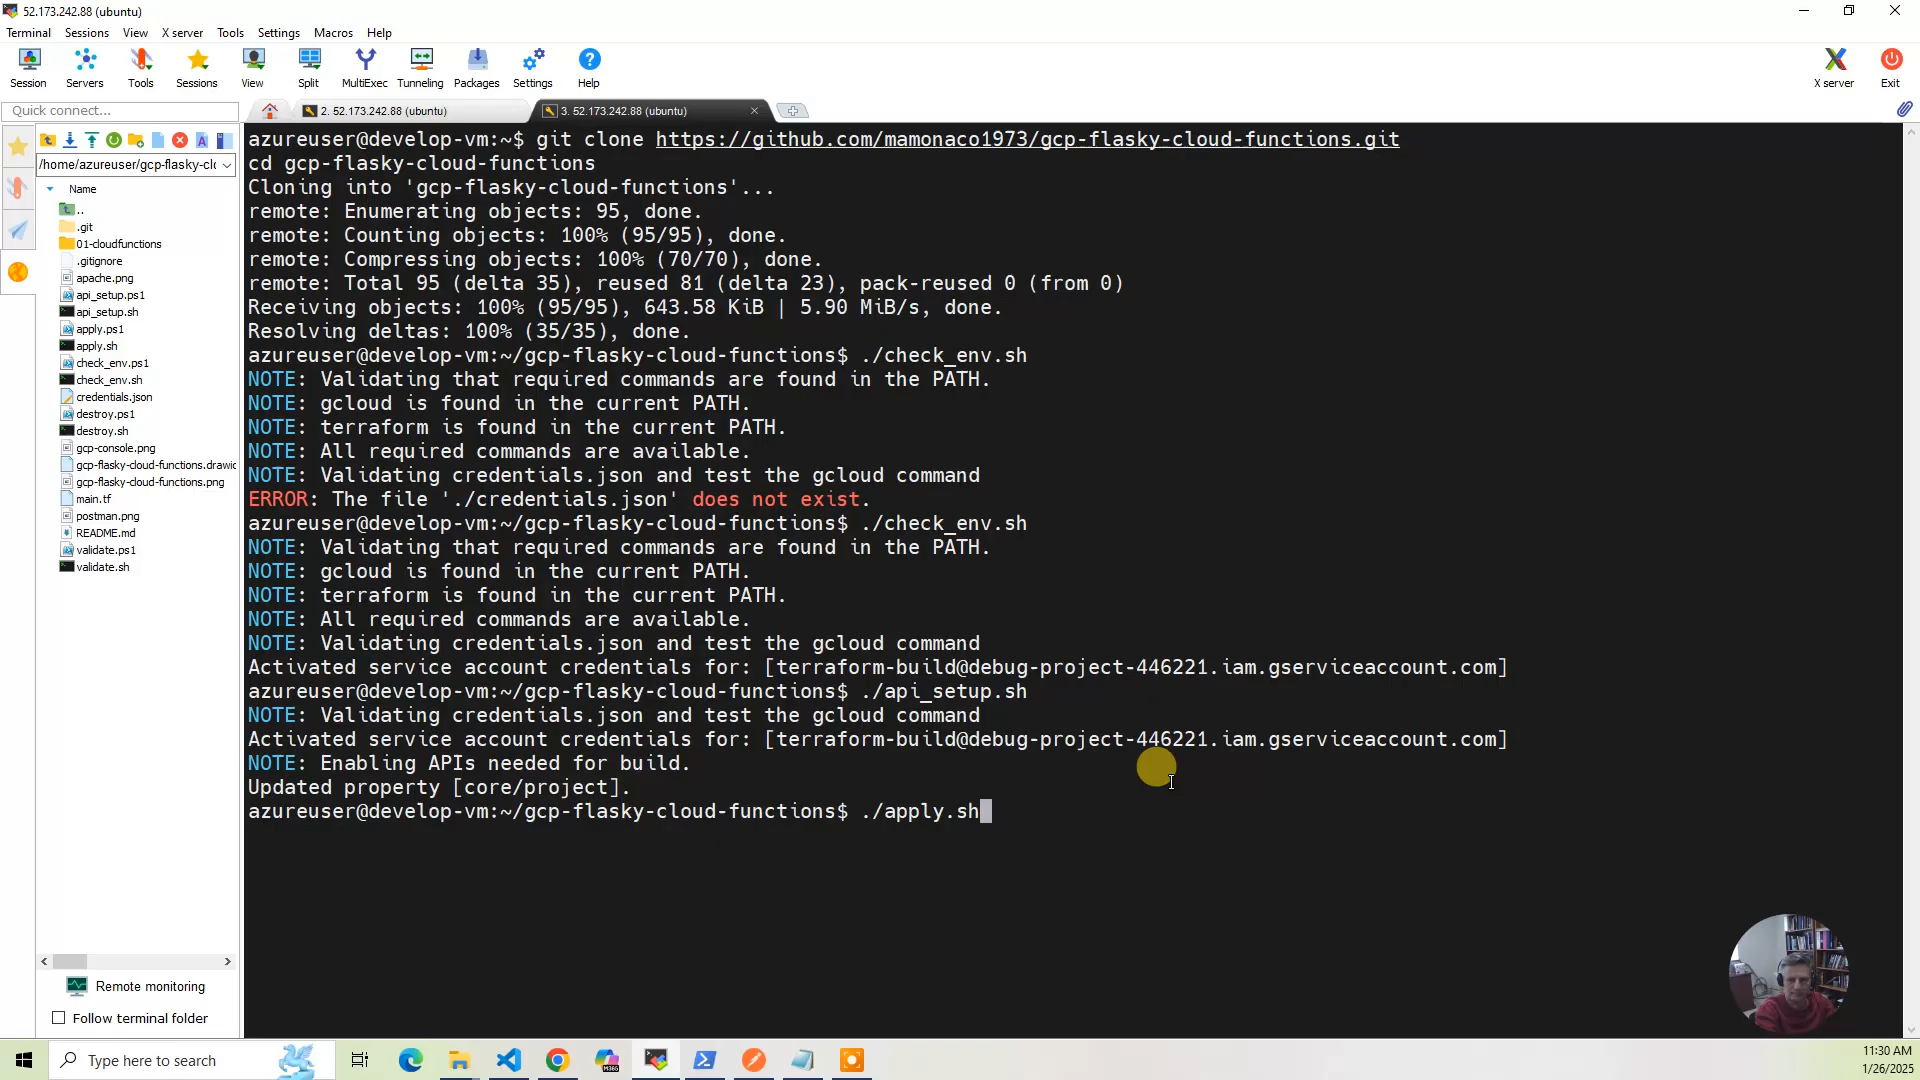 52.173.242.88 (ubuntu)
Terminal Sessions View X server Tools Settings Macros Help
Session Servers Tools Sessions View Split MultiExec Tunneling Packages Settings Help X server Exit
Quick connect...
2. 52.173.242.88 (ubuntu)
3. 52.173.242.88 (ubuntu)
/home/azureuser/gcp-flasky-clo
Name
..
.git
01-cloudfunctions
.gitignore
apache.png
api_setup.ps1
api_setup.sh
apply.ps1
apply.sh
check_env.ps1
check_env.sh
credentials.json
destroy.ps1
destroy.sh
gcp-console.png
gcp-flasky-cloud-functions.drawio
gcp-flasky-cloud-functions.png
main.tf
postman.png
README.md
validate.ps1
validate.sh
Remote monitoring
Follow terminal folder
azureuser@develop-vm:~$ git clone https://github.com/mamonaco1973/gcp-flasky-cloud-functions.git
cd gcp-flasky-cloud-functions
Cloning into 'gcp-flasky-cloud-functions'...
remote: Enumerating objects: 95, done.
remote: Counting objects: 100% (95/95), done.
remote: Compressing objects: 100% (70/70), done.
remote: Total 95 (delta 35), reused 81 (delta 23), pack-reused 0 (from 0)
Receiving objects: 100% (95/95), 643.58 KiB | 5.90 MiB/s, done.
Resolving deltas: 100% (35/35), done.
azureuser@develop-vm:~/gcp-flasky-cloud-functions$ ./check_env.sh
NOTE: Validating that required commands are found in the PATH.
NOTE: gcloud is found in the current PATH.
NOTE: terraform is found in the current PATH.
NOTE: All required commands are available.
NOTE: Validating credentials.json and test the gcloud command
ERROR: The file './credentials.json' does not exist.
azureuser@develop-vm:~/gcp-flasky-cloud-functions$ ./check_env.sh
NOTE: Validating that required commands are found in the PATH.
NOTE: gcloud is found in the current PATH.
NOTE: terraform is found in the current PATH.
NOTE: All required commands are available.
NOTE: Validating credentials.json and test the gcloud command
Activated service account credentials for: [terraform-build@debug-project-446221.iam.gserviceaccount.com]
azureuser@develop-vm:~/gcp-flasky-cloud-functions$ ./api_setup.sh
NOTE: Validating credentials.json and test the gcloud command
Activated service account credentials for: [terraform-build@debug-project-446221.iam.gserviceaccount.com]
NOTE: Enabling APIs needed for build.
Updated property [core/project].
azureuser@develop-vm:~/gcp-flasky-cloud-functions$ ./apply.sh
Type here to search
11:30 AM
1/26/2025